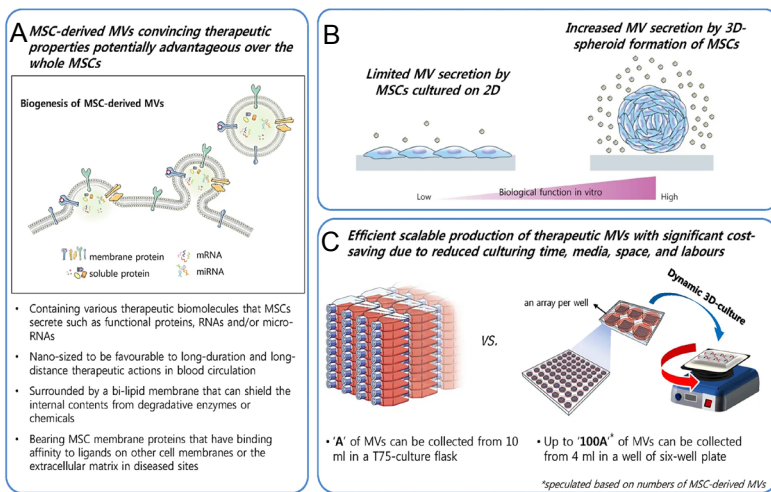 A
MSC-derived MVs convincing therapeutic
properties potentially advantageous over the
whole MSCs
Biogenesis of MSC-derived MVs
membrane protein
mRNA
soluble protein
miRNA
• Containing various therapeutic biomolecules that MSCs
secrete such as functional proteins, RNAs and/or micro-
RNAs
• Nano-sized to be favourable to long-duration and long-
distance therapeutic actions in blood circulation
• Surrounded by a bi-lipid membrane that can shield the
internal contents from degradative enzymes or
chemicals
• Bearing MSC membrane proteins that have binding
affinity to ligands on other cell membranes or the
extracellular matrix in diseased sites
B
Limited MV secretion by
MSCs cultured on 2D
Increased MV secretion by 3D-
spheroid formation of MSCs
Low
Biological function in vitro
High
C
Efficient scalable production of therapeutic MVs with significant cost-
saving due to reduced culturing time, media, space, and labours
VS.
an array per well
Dynamic 3D-culture
• 'A' of MVs can be collected from 10
ml in a T75-culture flask
• Up to '100A'* of MVs can be collected
from 4 ml in a well of six-well plate
*speculated based on numbers of MSC-derived MVs